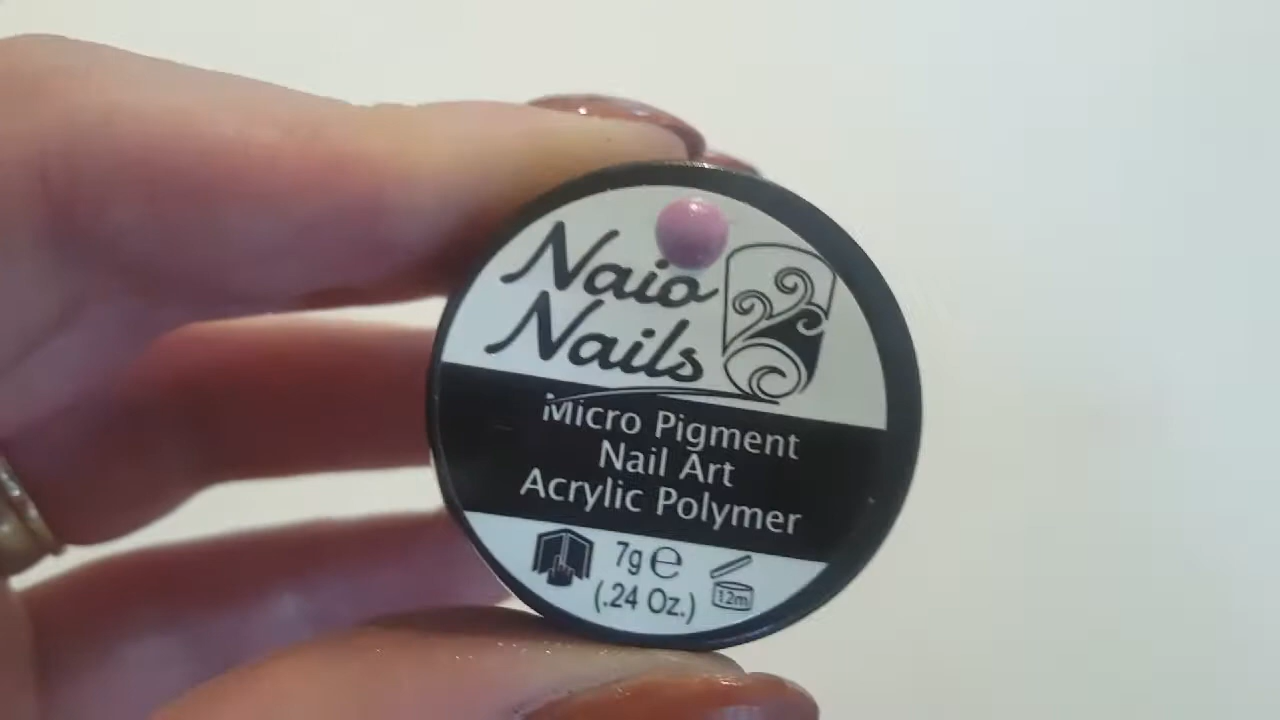 Naio
Nails
Micro Pigment
Nail Art
Acrylic Polymer
7g ℮
(.24 Oz.)
12m